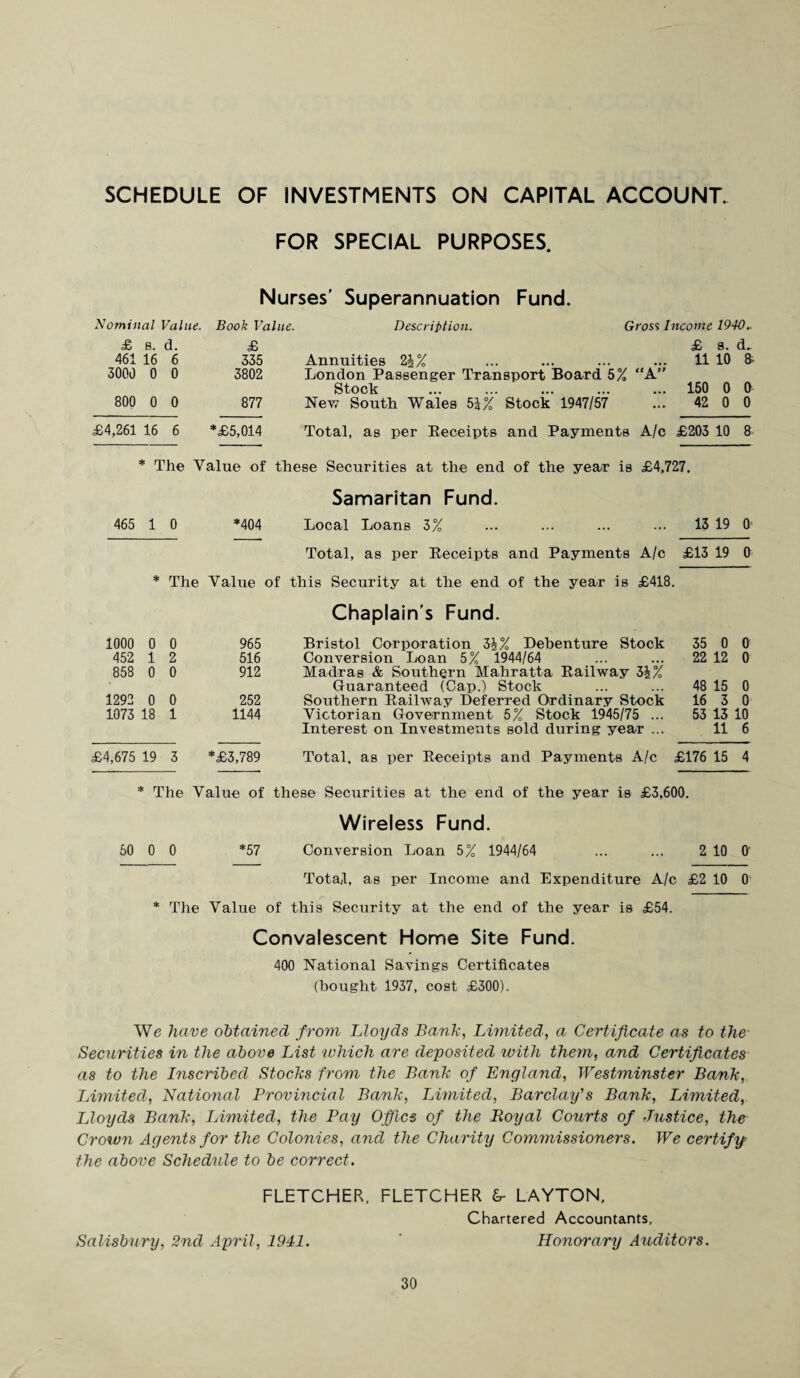 SCHEDULE OF INVESTMENTS ON CAPITAL ACCOUNT.
FOR SPECIAL PURPOSES.
Nurses' Superannuation Fund.
Nominal Value. Book Value. Description. Gross Income 1940.
£ s. d. £ £ s. d.
461 16 6 335 Annuities 2½% ... ... ... ... 11 10 8
3000 0 0 3802 London Passenger Transport Board 5% "A"
Stock ... ... ... ... ... 150 0 0
800 0 0 877 New South Wales 5¼% Stock 1947/57 ... 42 0 0
£4,261 16 6 *£5,014 Total, as per Receipts and Payments A/c £203 10 8
* The Value of these Securities at the end of the year is £4,727.
Samaritan Fund.
465 1 0 *404 Local Loans 3% ... ... ... ... 13 19 0
Total, as per Receipts and Payments A/c £13 19 0
* The Value of this Security at the end of the year is £418.
Chaplain's Fund.
1000 0 0 965 Bristol Corporation 3½% Debenture Stock 35 0 0
452 1 2 516 Conversion Loan 5% 1944/64 ... ... 22 12 0
858 0 0 912 Madras & Southern Mahratta Railway 3½%
Guaranteed (Cap.) Stock ... ... 48 15 0
1293 0 0 252 Southern Railway Deferred Ordinary Stock 16 3 0
1073 18 1 1144 Victorian Government 5% Stock 1945/75 ... 53 13 10
Interest on Investments sold during year ... 11 6
£4,675 19 3 *£3,789 Total, as per Receipts and Payments A/c £176 15 4
* The Value of these Securities at the end of the year is £3,600.
Wireless Fund.
50 0 0 *57 Conversion Loan 5% 1944/64 ... ... 2 10 0
Total, as per Income and Expenditure A/c £2 10 0
* The Value of this Security at the end of the year is £54.
Convalescent Home Site Fund.
400 National Savings Certificates
(bought 1937, cost £300).
We have obtained from Lloyds Bank, Limited, a Certificate as to the
Securities in the above List which are deposited with them, and Certificates
as to the Inscribed Stocks from the Bank of England, Westminster Bank,
Limited, National Provincial Bank, Limited, Barclay's Bank, Limited,
Lloyds Bank, Limited, the Pay Office of the Royal Courts of Justice, the
Crown Agents for the Colonies, and the Charity Commissioners. We certify
the above Schedule to be correct.
FLETCHER, FLETCHER & LAYTON,
Chartered Accountants,
Salisbury, 2nd April, 1941. Honorary Auditors.
30